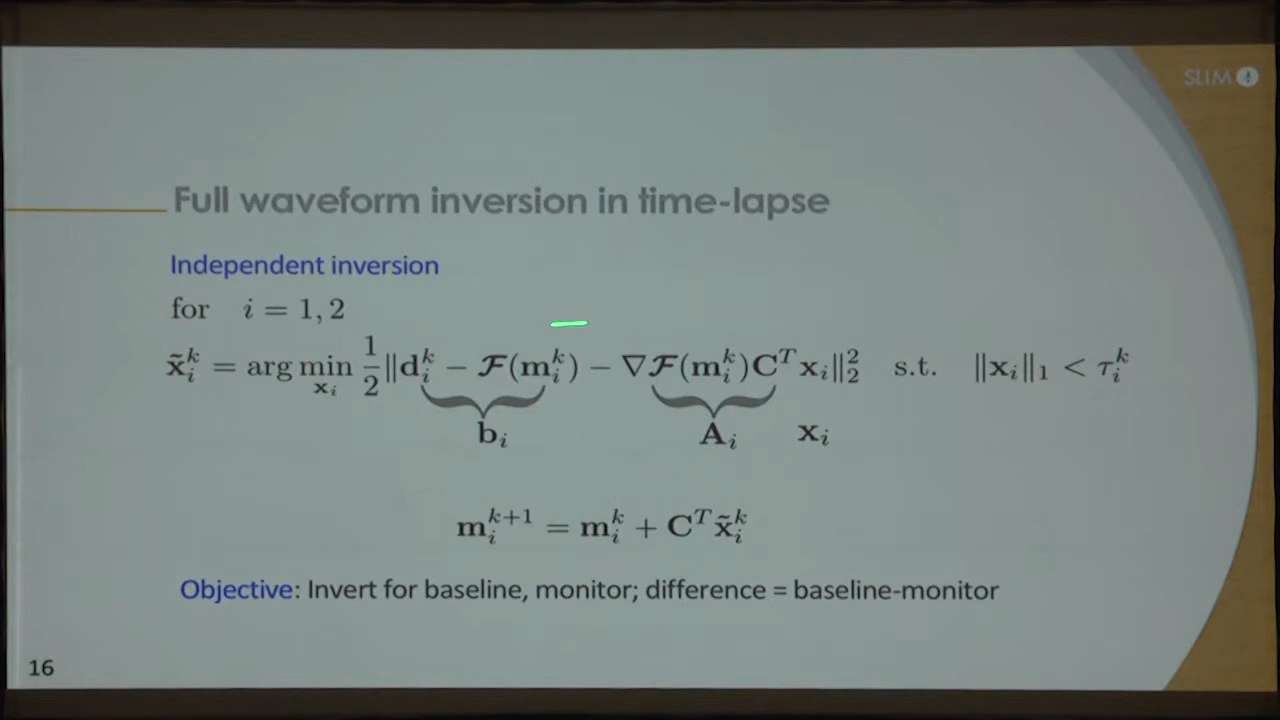 SLIM
Full waveform inversion in time-lapse
Independent inversion
for i = 1, 2
x̃ᵢᵏ = arg min_{xᵢ} 1/2 ‖dᵢᵏ − F(mᵢᵏ) − ∇F(mᵢᵏ)Cᵀxᵢ‖₂² s.t. ‖xᵢ‖₁ < τᵢᵏ
bᵢ Aᵢ xᵢ
mᵢᵏ⁺¹ = mᵢᵏ + Cᵀx̃ᵢᵏ
Objective: Invert for baseline, monitor; difference = baseline-monitor
16